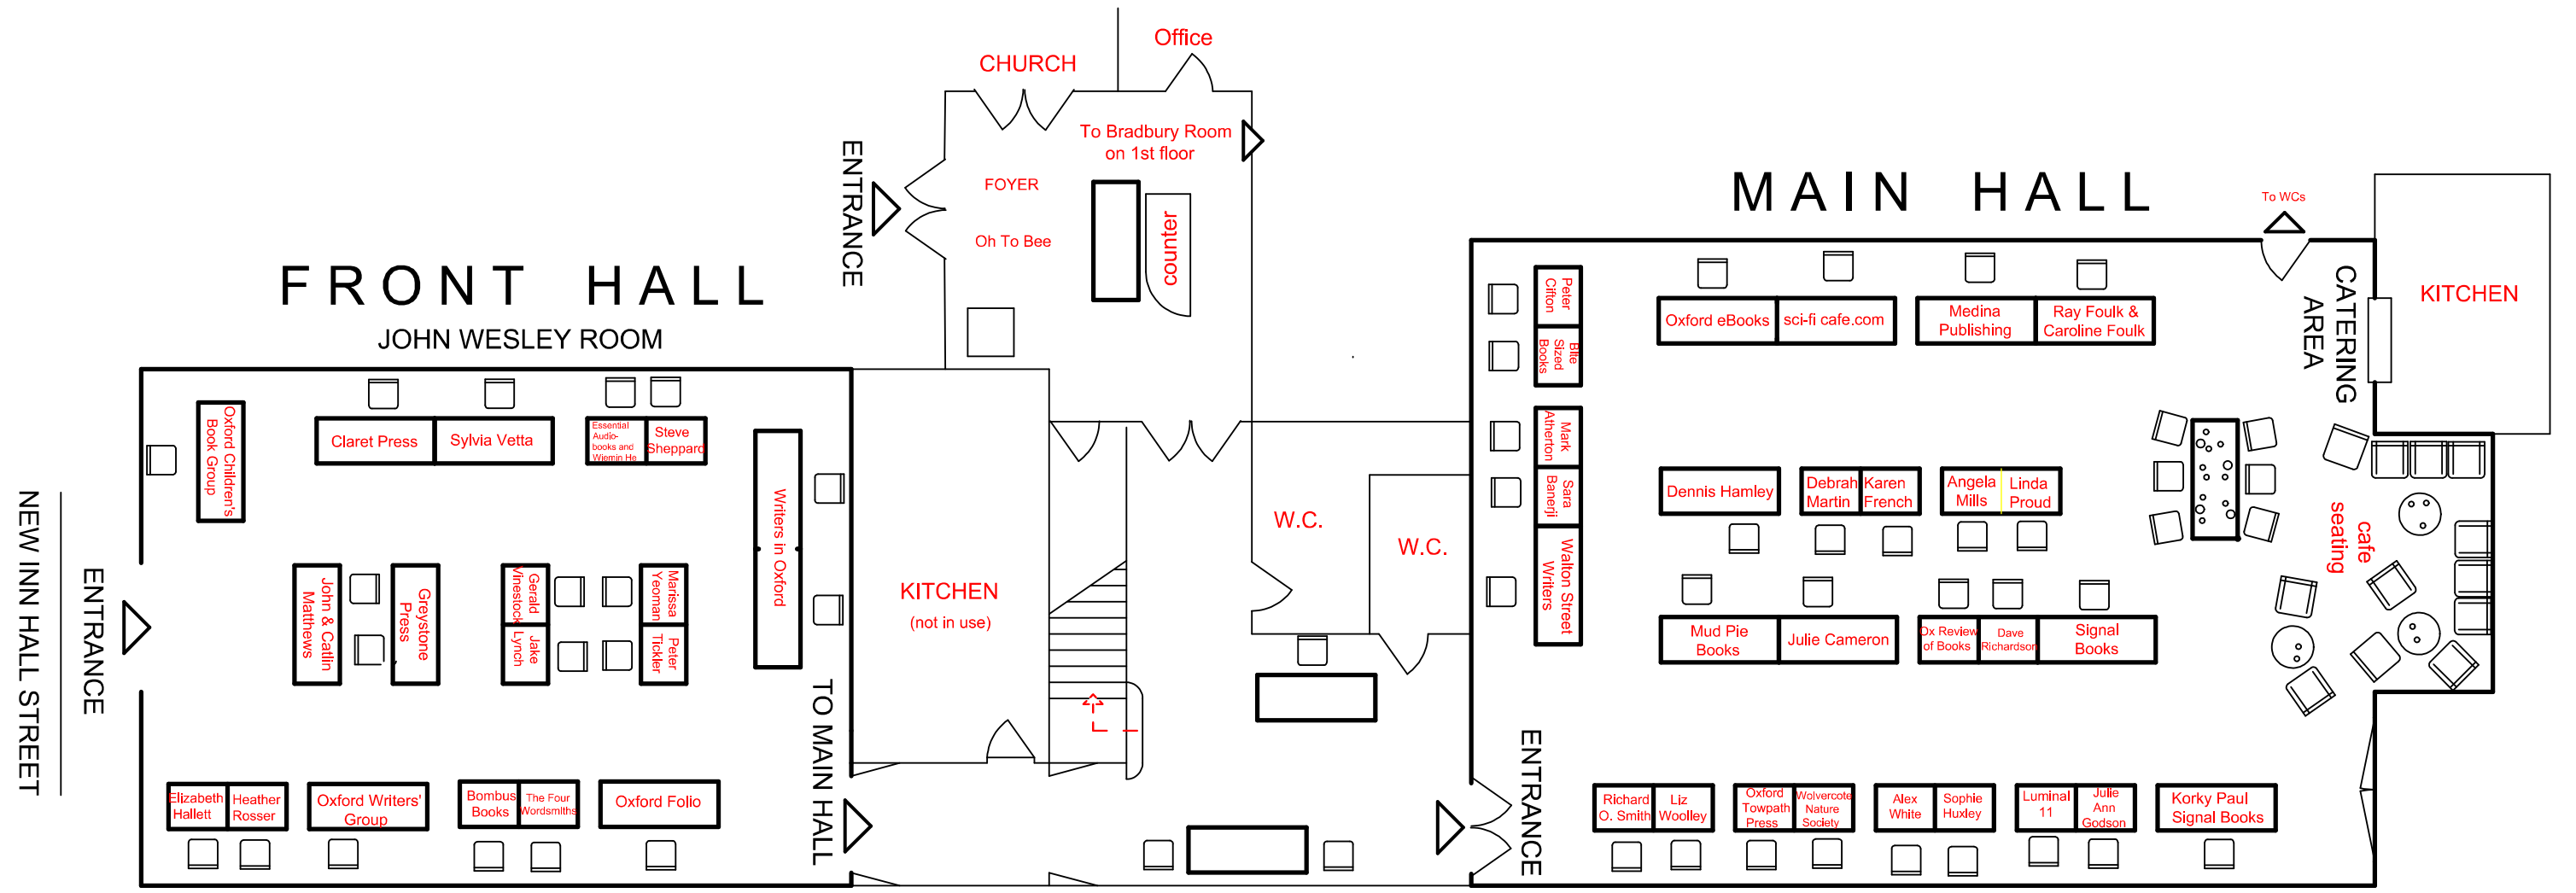 Office
CHURCH
To Bradbury Room
on 1st floor
ENTRANCE
FOYER
Oh To Bee
counter
MAIN HALL
To WCs
KITCHEN
CATERING
AREA
FRONT HALL
JOHN WESLEY ROOM
Oxford Children's
Book Group
Claret Press
Sylvia Vetta
Essential
Audio-
books and
Wiemin He
Steve
Sheppard
Writers in Oxford
John & Catlin
Matthews
Greystone
Press
Gerald
Vinestock
Jake
Lynch
Marissa
Yeoman
Peter
Tickler
NEW INN HALL STREET
ENTRANCE
TO MAIN HALL
Elizabeth
Hallett
Heather
Rosser
Oxford Writers'
Group
Bombus
Books
The Four
Wordsmiths
Oxford Folio
KITCHEN
(not in use)
W.C.
W.C.
ENTRANCE
Peter
Cifton
Bite
Sized
Books
Mark
Atherton
Sara
Banerji
Walton Street
Writers
Oxford eBooks
sci-fi cafe.com
Medina
Publishing
Ray Foulk &
Caroline Foulk
Dennis Hamley
Debrah
Martin
Karen
French
Angela
Mills
Linda
Proud
cafe
seating
Mud Pie
Books
Julie Cameron
Ox Review
of Books
Dave
Richardson
Signal
Books
Richard
O. Smith
Liz
Woolley
Oxford
Towpath
Press
Wolvercote
Nature
Society
Alex
White
Sophie
Huxley
Luminal
11
Julie
Ann
Godson
Korky Paul
Signal Books